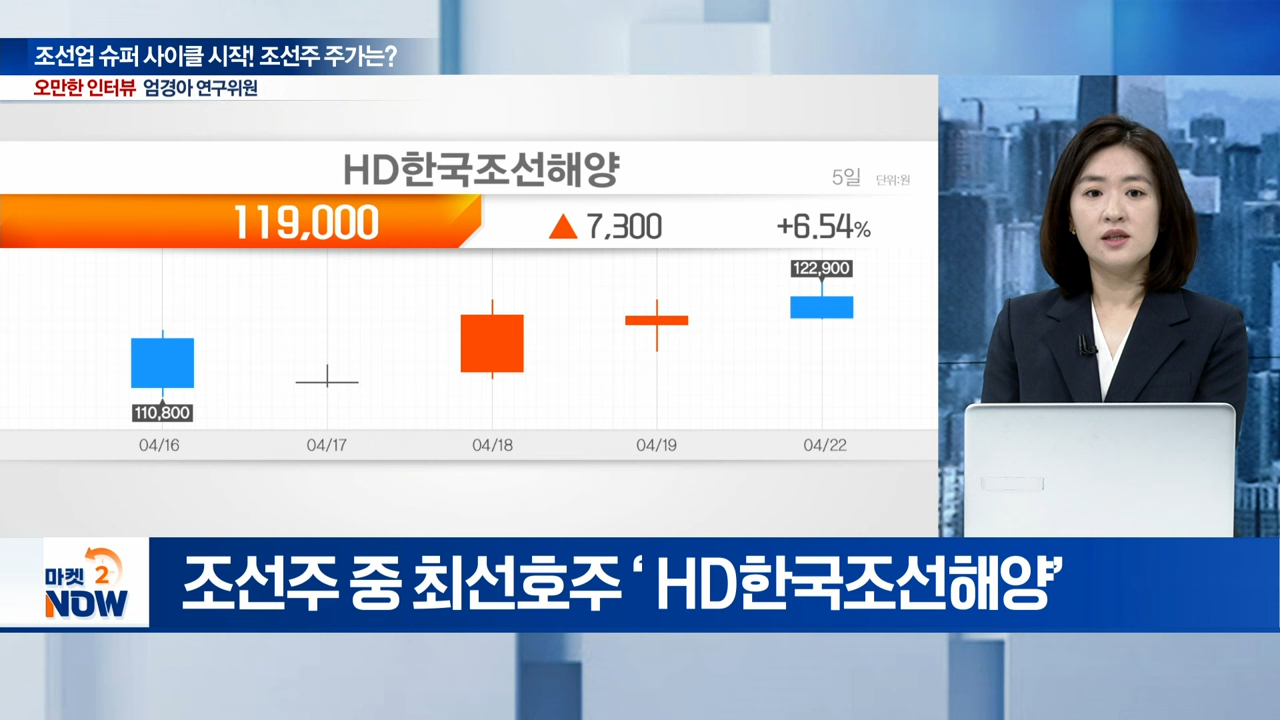 조선업 슈퍼 사이클 시작! 조선주 주가는?
오만한 인터뷰 엄경아 연구위원
HD한국조선해양
5일 단위:원
119,000 ▲ 7,300 +6.54%
122,900
110,800
04/16 04/17 04/18 04/19 04/22
마켓 2
NOW
조선주 중 최선호주 ‘ HD한국조선해양’